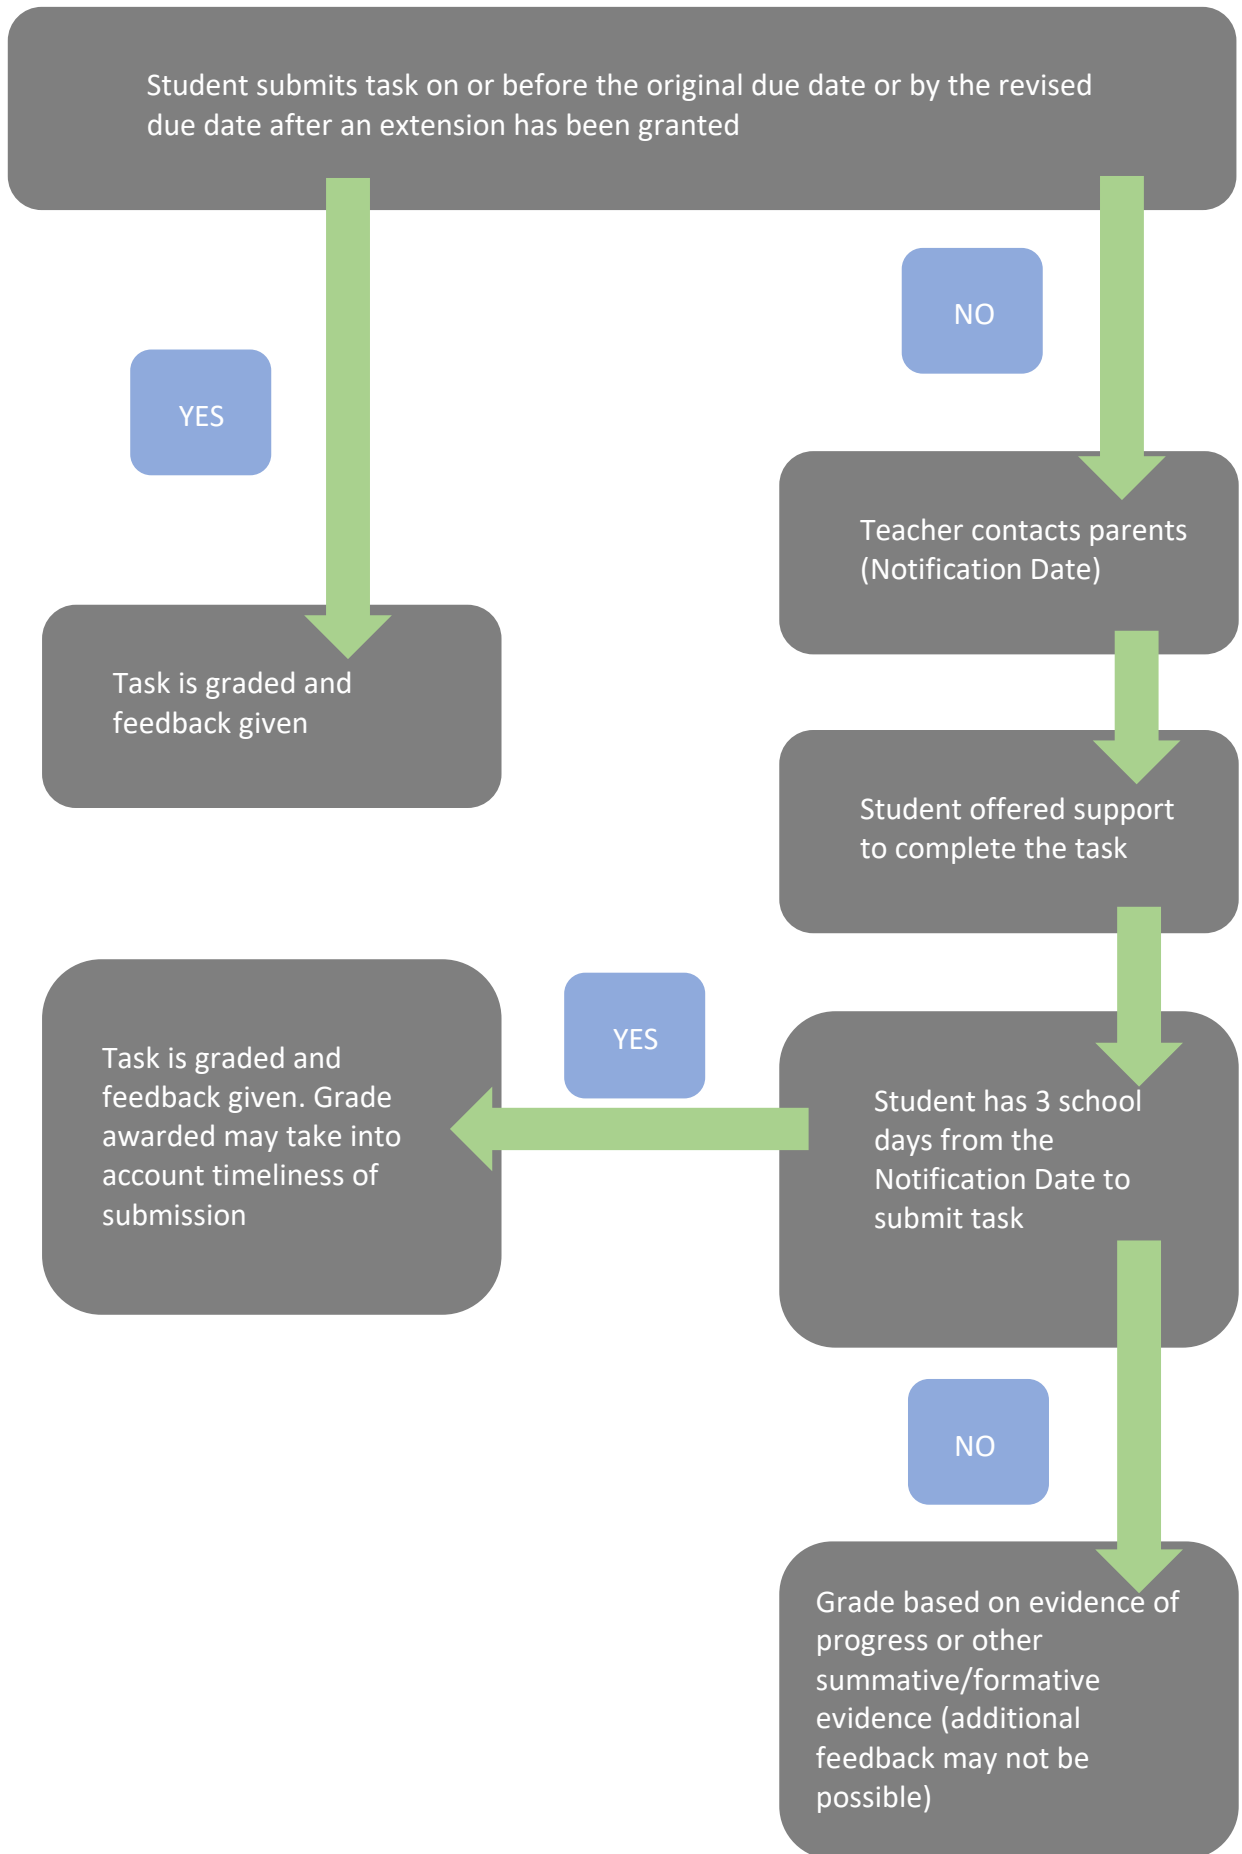 Student submits task on or before the original due date or by the revised
due date after an extension has been granted
NO
YES
Teacher contacts parents
(Notification Date)
Task is graded and
feedback given
Student offered support
to complete the task
YES
Task is graded and
feedback given. Grade
awarded may take into
account timeliness of
submission
Student has 3 school
days from the
Notification Date to
submit task
NO
Grade based on evidence of
progress or other
summative/formative
evidence (additional
feedback may not be
possible)